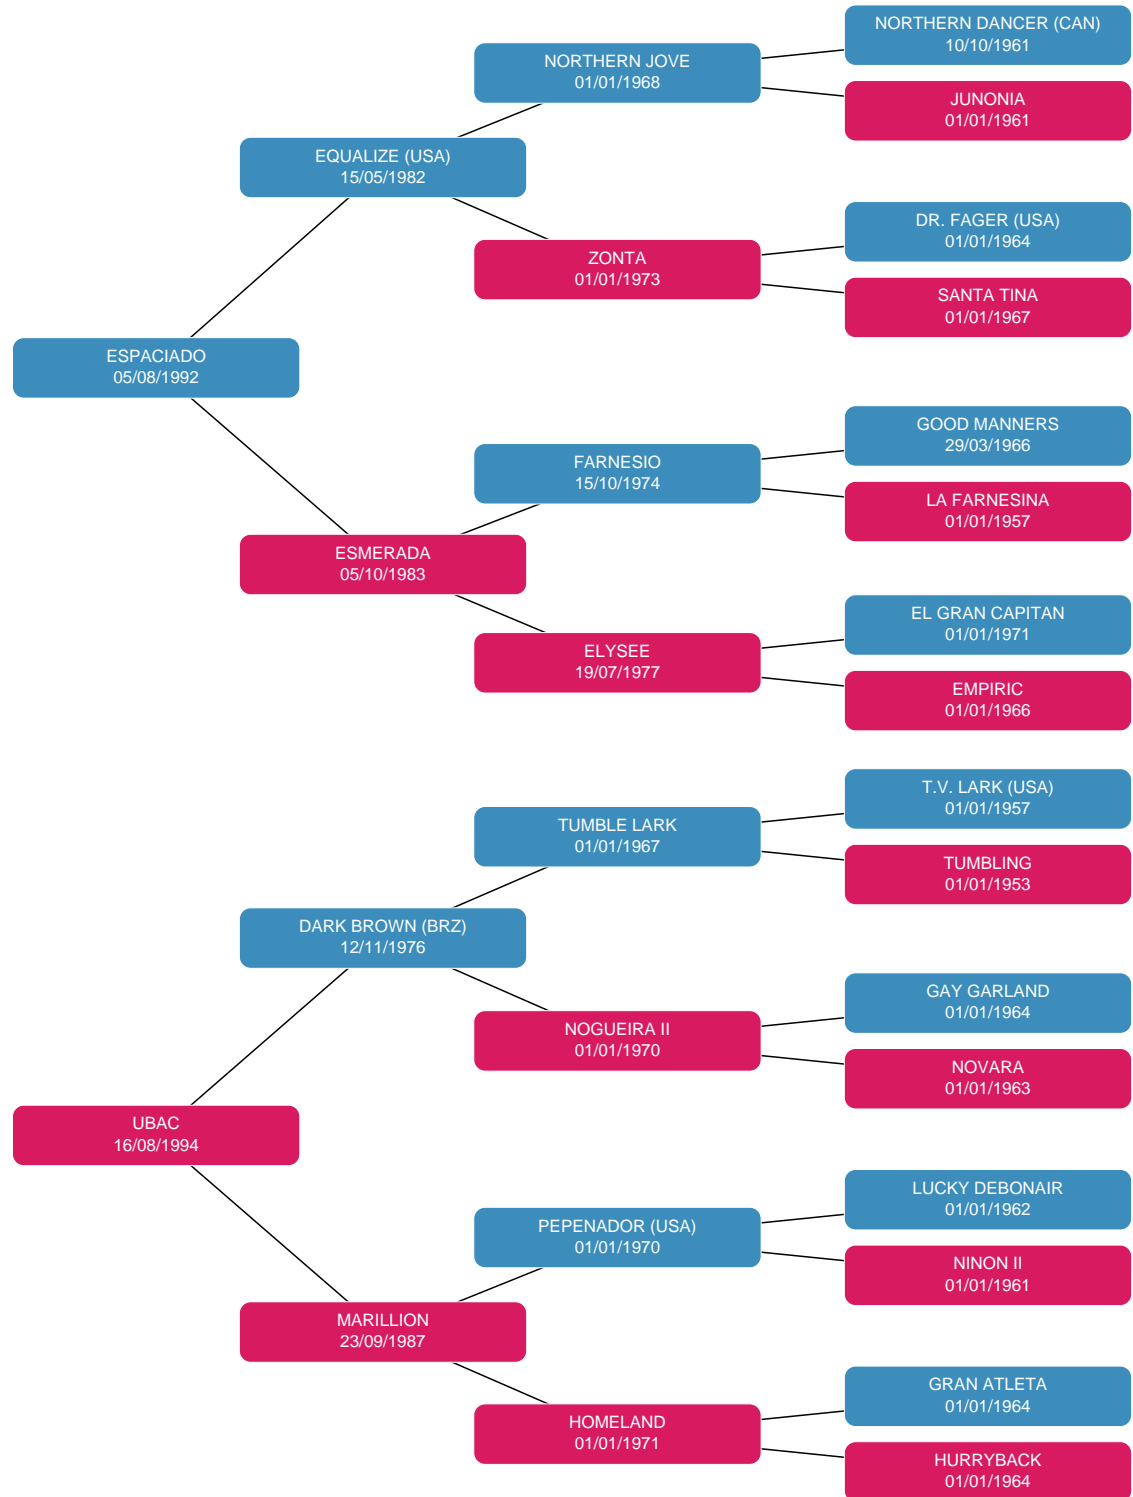 NORTHERN DANCER (CAN)
10/10/1961
NORTHERN JOVE
01/01/1968
JUNONIA
01/01/1961
EQUALIZE (USA)
15/05/1982
DR. FAGER (USA)
01/01/1964
ZONTA
01/01/1973
SANTA TINA
01/01/1967
ESPACIADO
05/08/1992
GOOD MANNERS
29/03/1966
FARNESIO
15/10/1974
LA FARNESINA
01/01/1957
ESMERADA
05/10/1983
EL GRAN CAPITAN
01/01/1971
ELYSEE
19/07/1977
EMPIRIC
01/01/1966
T.V. LARK (USA)
01/01/1957
TUMBLE LARK
01/01/1967
TUMBLING
01/01/1953
DARK BROWN (BRZ)
12/11/1976
GAY GARLAND
01/01/1964
NOGUEIRA II
01/01/1970
NOVARA
01/01/1963
UBAC
16/08/1994
LUCKY DEBONAIR
01/01/1962
PEPENADOR (USA)
01/01/1970
NINON II
01/01/1961
MARILLION
23/09/1987
GRAN ATLETA
01/01/1964
HOMELAND
01/01/1971
HURRYBACK
01/01/1964